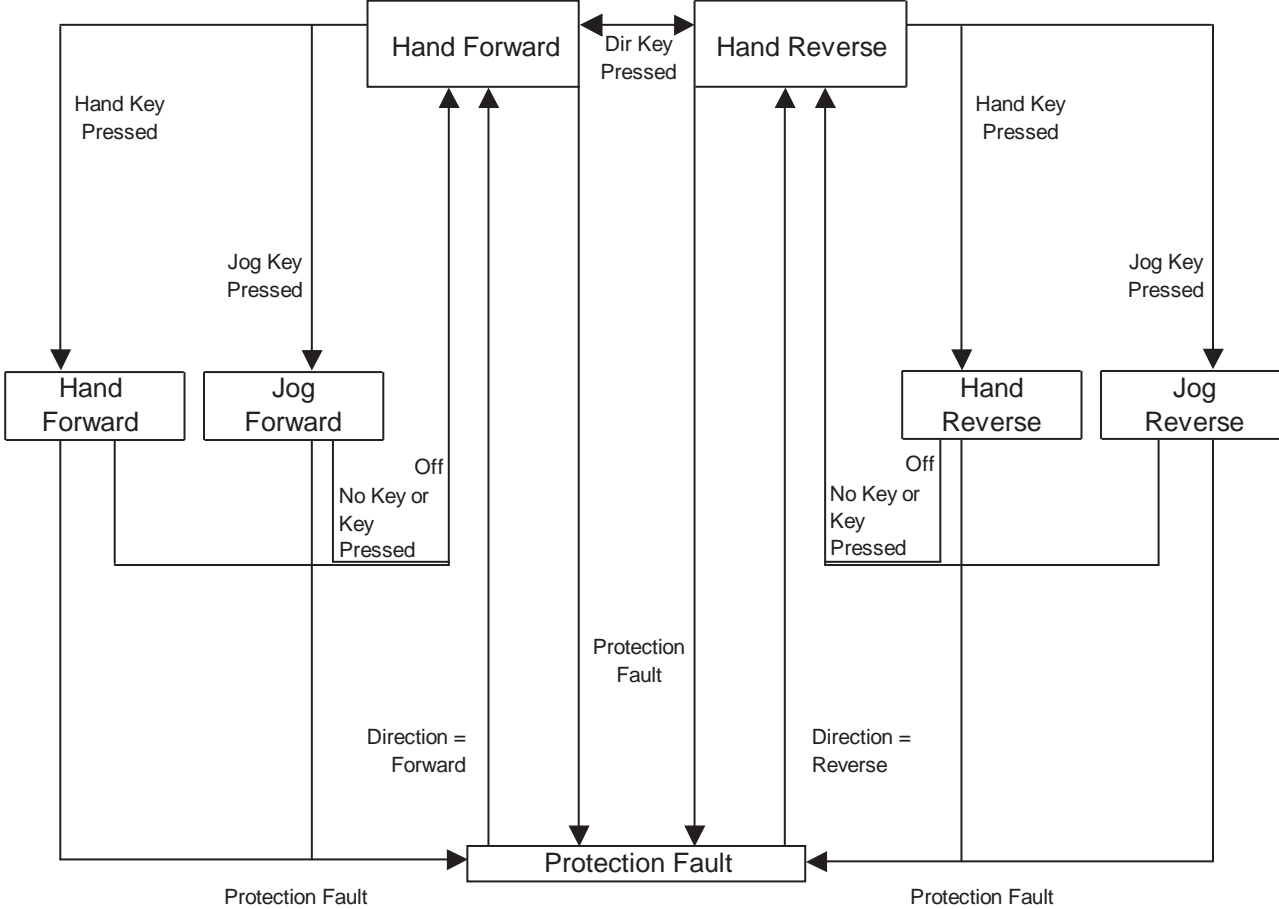 Hand Forward
Dir Key
Pressed
Hand Reverse
Hand Key
Pressed
Hand Key
Pressed
Jog Key
Pressed
Jog Key
Pressed
Hand
Forward
Jog
Forward
Hand
Reverse
Jog
Reverse
Off
No Key or
Key
Pressed
Off
No Key or
Key
Pressed
Protection
Fault
Direction =
Forward
Direction =
Reverse
Protection Fault
Protection Fault
Protection Fault